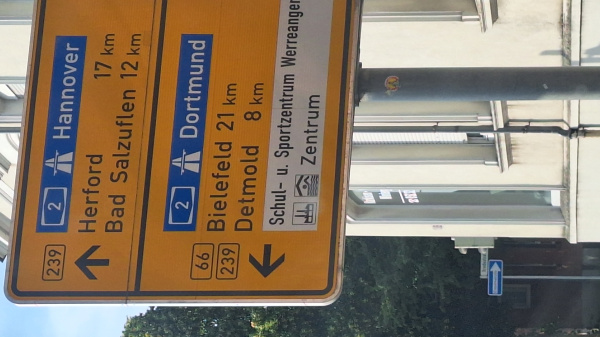 2 Hannover
239 Herford 17 km
Bad Salzuflen 12 km
2 Dortmund
66 Bielefeld 21 km
239 Detmold 8 km
Schul- u. Sportzentrum Werreanger
Zentrum